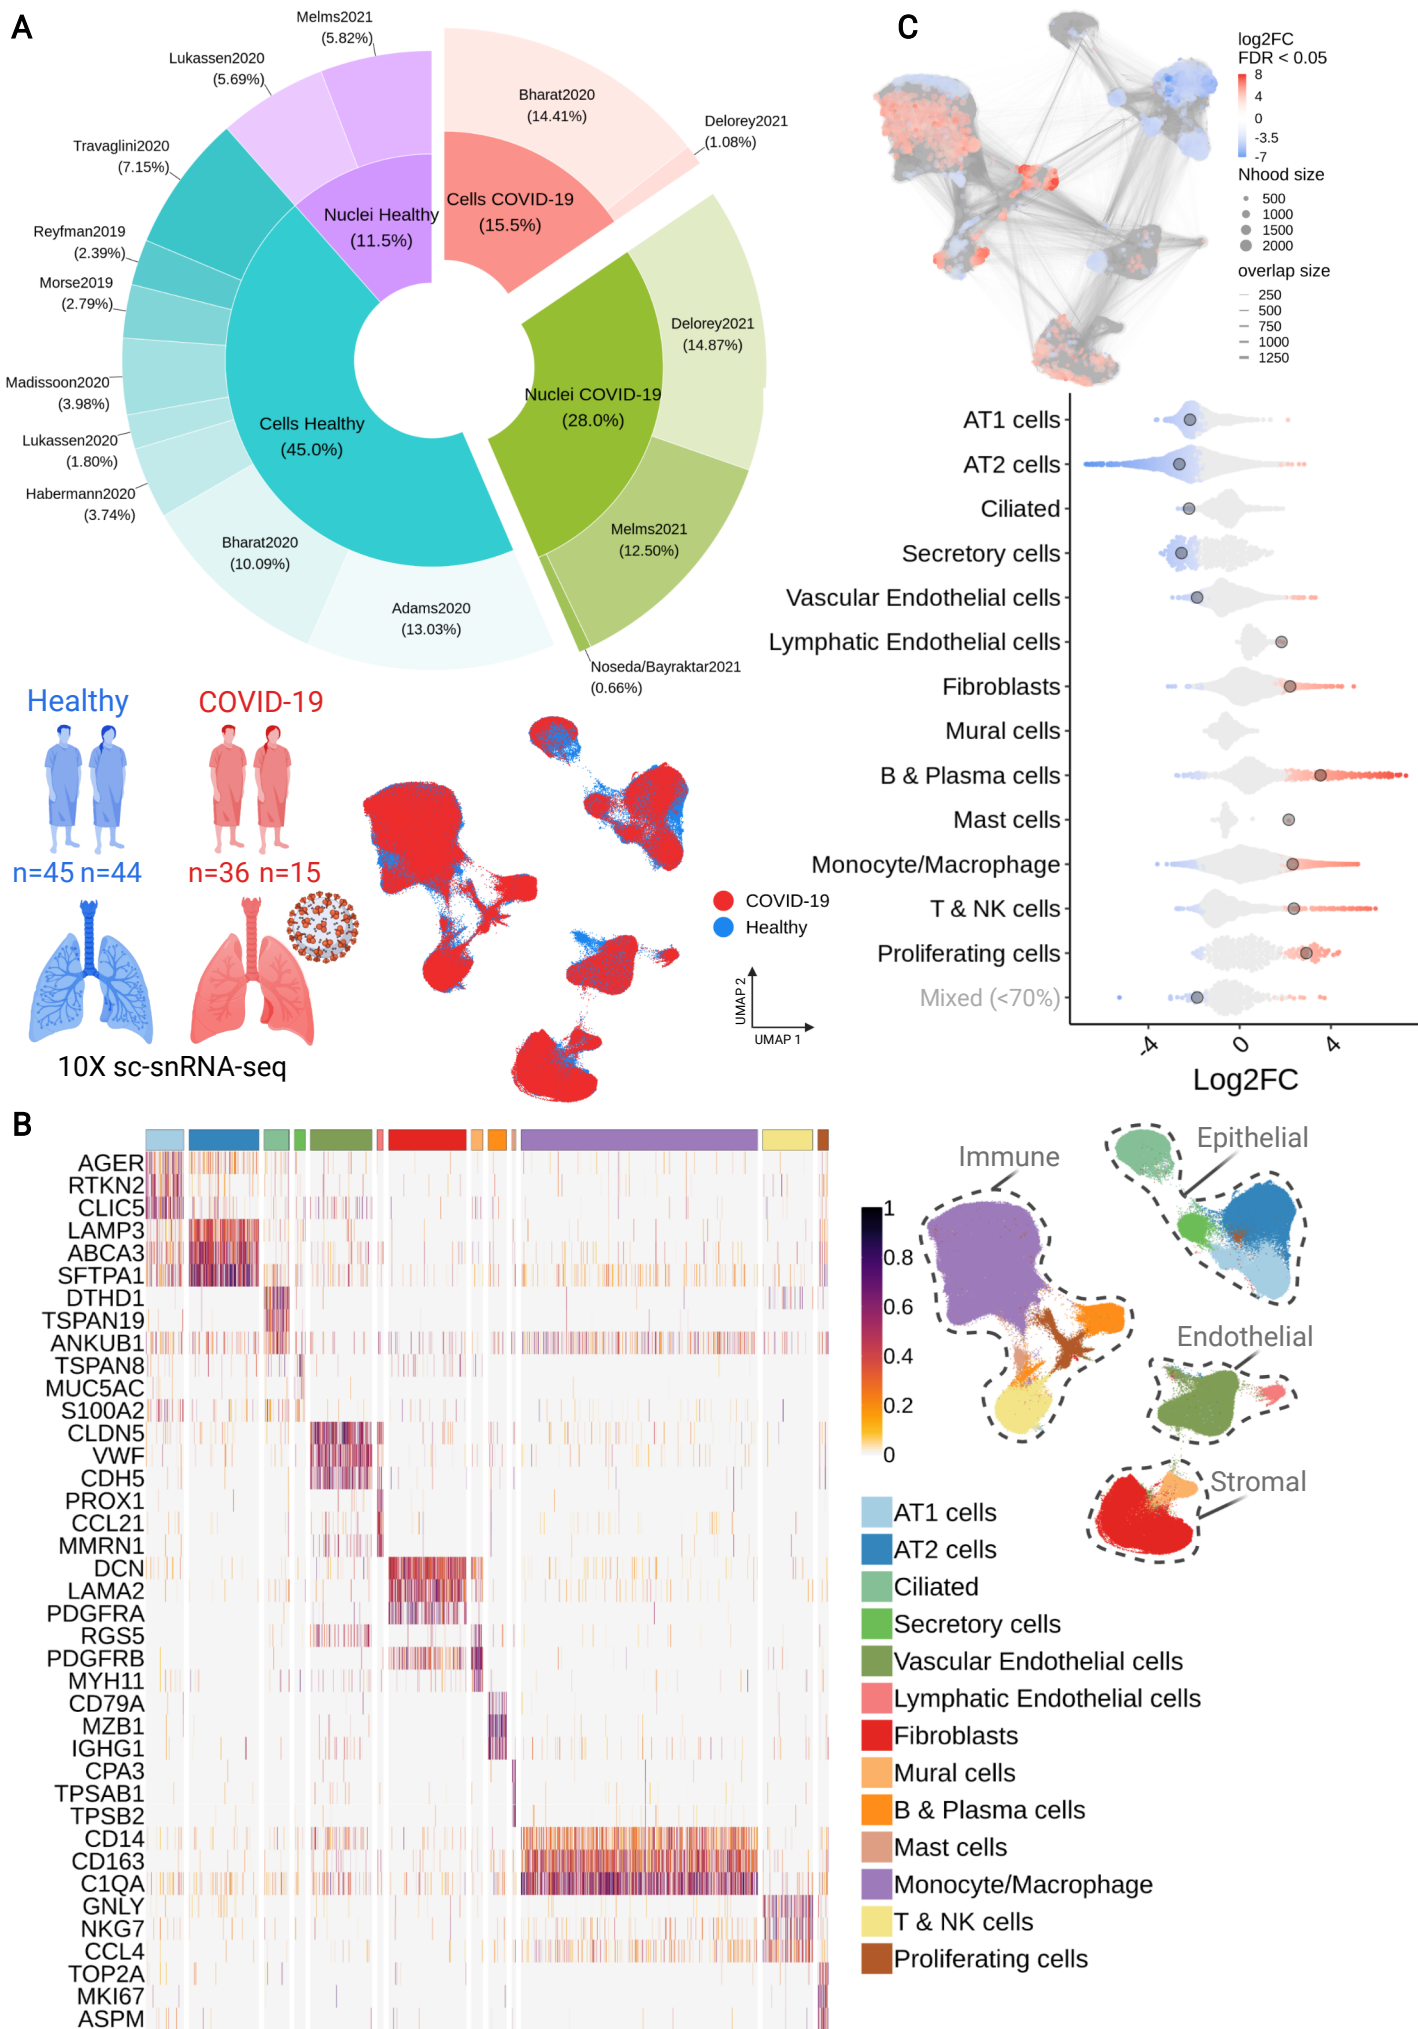 A
Melms2021
(5.82%)
Lukassen2020
(5.69%)
Travaglini2020
(7.15%)
Reyfman2019
(2.39%)
Morse2019
(2.79%)
Madissoon2020
(3.98%)
Lukassen2020
(1.80%)
Habermann2020
(3.74%)
Bharat2020
(10.09%)
Adams2020
(13.03%)
Bharat2020
(14.41%)
Delorey2021
(1.08%)
Cells COVID-19
(15.5%)
Nuclei Healthy
(11.5%)
Delorey2021
(14.87%)
Nuclei COVID-19
(28.0%)
Cells Healthy
(45.0%)
Melms2021
(12.50%)
Noseda/Bayraktar2021
(0.66%)
Healthy
COVID-19
n=45 n=44
n=36 n=15
10X sc-snRNA-seq
COVID-19
Healthy
UMAP 2
UMAP 1
C
log2FC
FDR < 0.05
8
4
0
-3.5
-7
Nhood size
500
1000
1500
2000
overlap size
250
500
750
1000
1250
AT1 cells
AT2 cells
Ciliated
Secretory cells
Vascular Endothelial cells
Lymphatic Endothelial cells
Fibroblasts
Mural cells
B & Plasma cells
Mast cells
Monocyte/Macrophage
T & NK cells
Proliferating cells
Mixed (<70%)
-4
0
4
Log2FC
B
AGER
RTKN2
CLIC5
LAMP3
ABCA3
SFTPA1
DTHD1
TSPAN19
ANKUB1
TSPAN8
MUC5AC
S100A2
CLDN5
VWF
CDH5
PROX1
CCL21
MMRN1
DCN
LAMA2
PDGFRA
RGS5
PDGFRB
MYH11
CD79A
MZB1
IGHG1
CPA3
TPSAB1
TPSB2
CD14
CD163
C1QA
GNLY
NKG7
CCL4
TOP2A
MKI67
ASPM
1
0.8
0.6
0.4
0.2
0
Immune
Epithelial
Endothelial
Stromal
AT1 cells
AT2 cells
Ciliated
Secretory cells
Vascular Endothelial cells
Lymphatic Endothelial cells
Fibroblasts
Mural cells
B & Plasma cells
Mast cells
Monocyte/Macrophage
T & NK cells
Proliferating cells